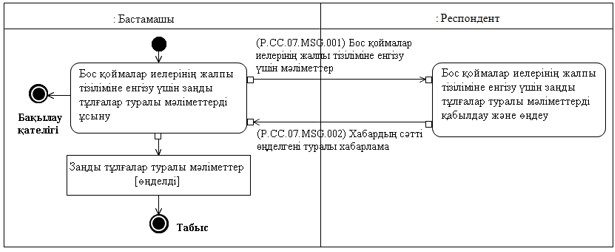 : Бастамашы
: Респондент
(P.CC.07.MSG.001) Бос қоймалар
иелерінің жалпы тізіліміне енгізу
үшін мәліметтер
Бос қоймалар иелерінің жалпы
тізіліміне енгізу үшін заңды
тұлғалар туралы мәліметтерді
ұсыну
Бос қоймалар иелерінің жалпы
тізіліміне енгізу үшін заңды
тұлғалар туралы мәліметтерді
қабылдау және өңдеу
Бақылау
қателігі
(P.CC.07.MSG.002) Хабардың сәтті
өңделгені туралы хабарлама
Заңды тұлғалар туралы мәліметтер
[өңделді]
Табыс